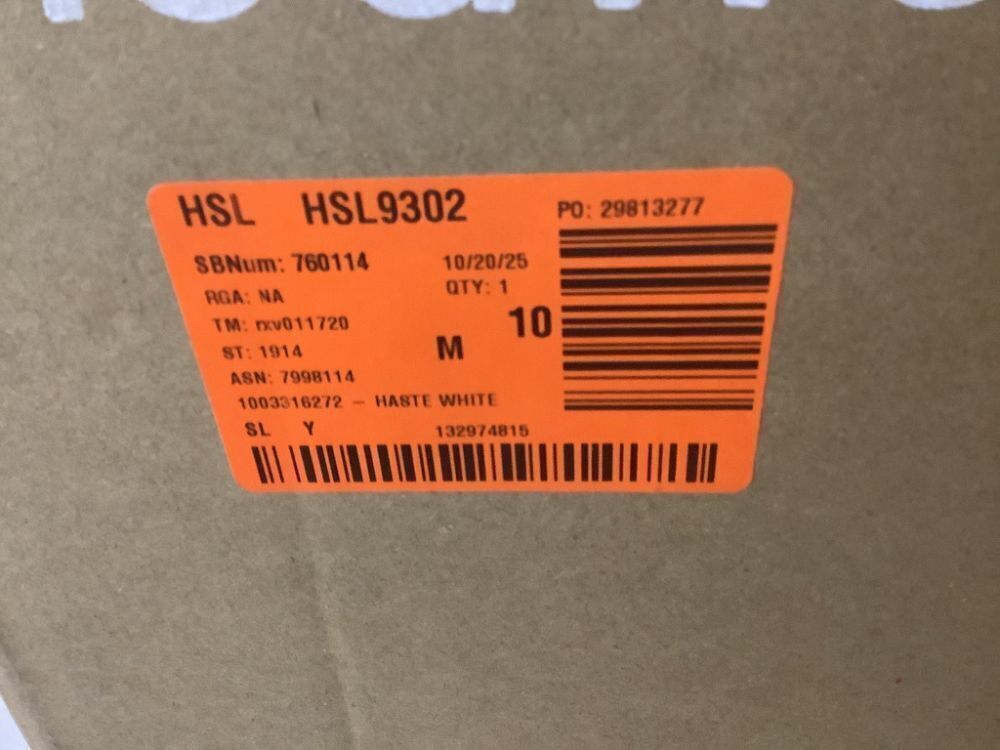 HSL HSL9302
PO: 29813277
SBNum: 760114
10/20/25
RGA: NA
QTY: 1
TM: rxv011720
10
ST: 1914
M
ASN: 7998114
1003316272 - HASTE WHITE
SL Y
132974815